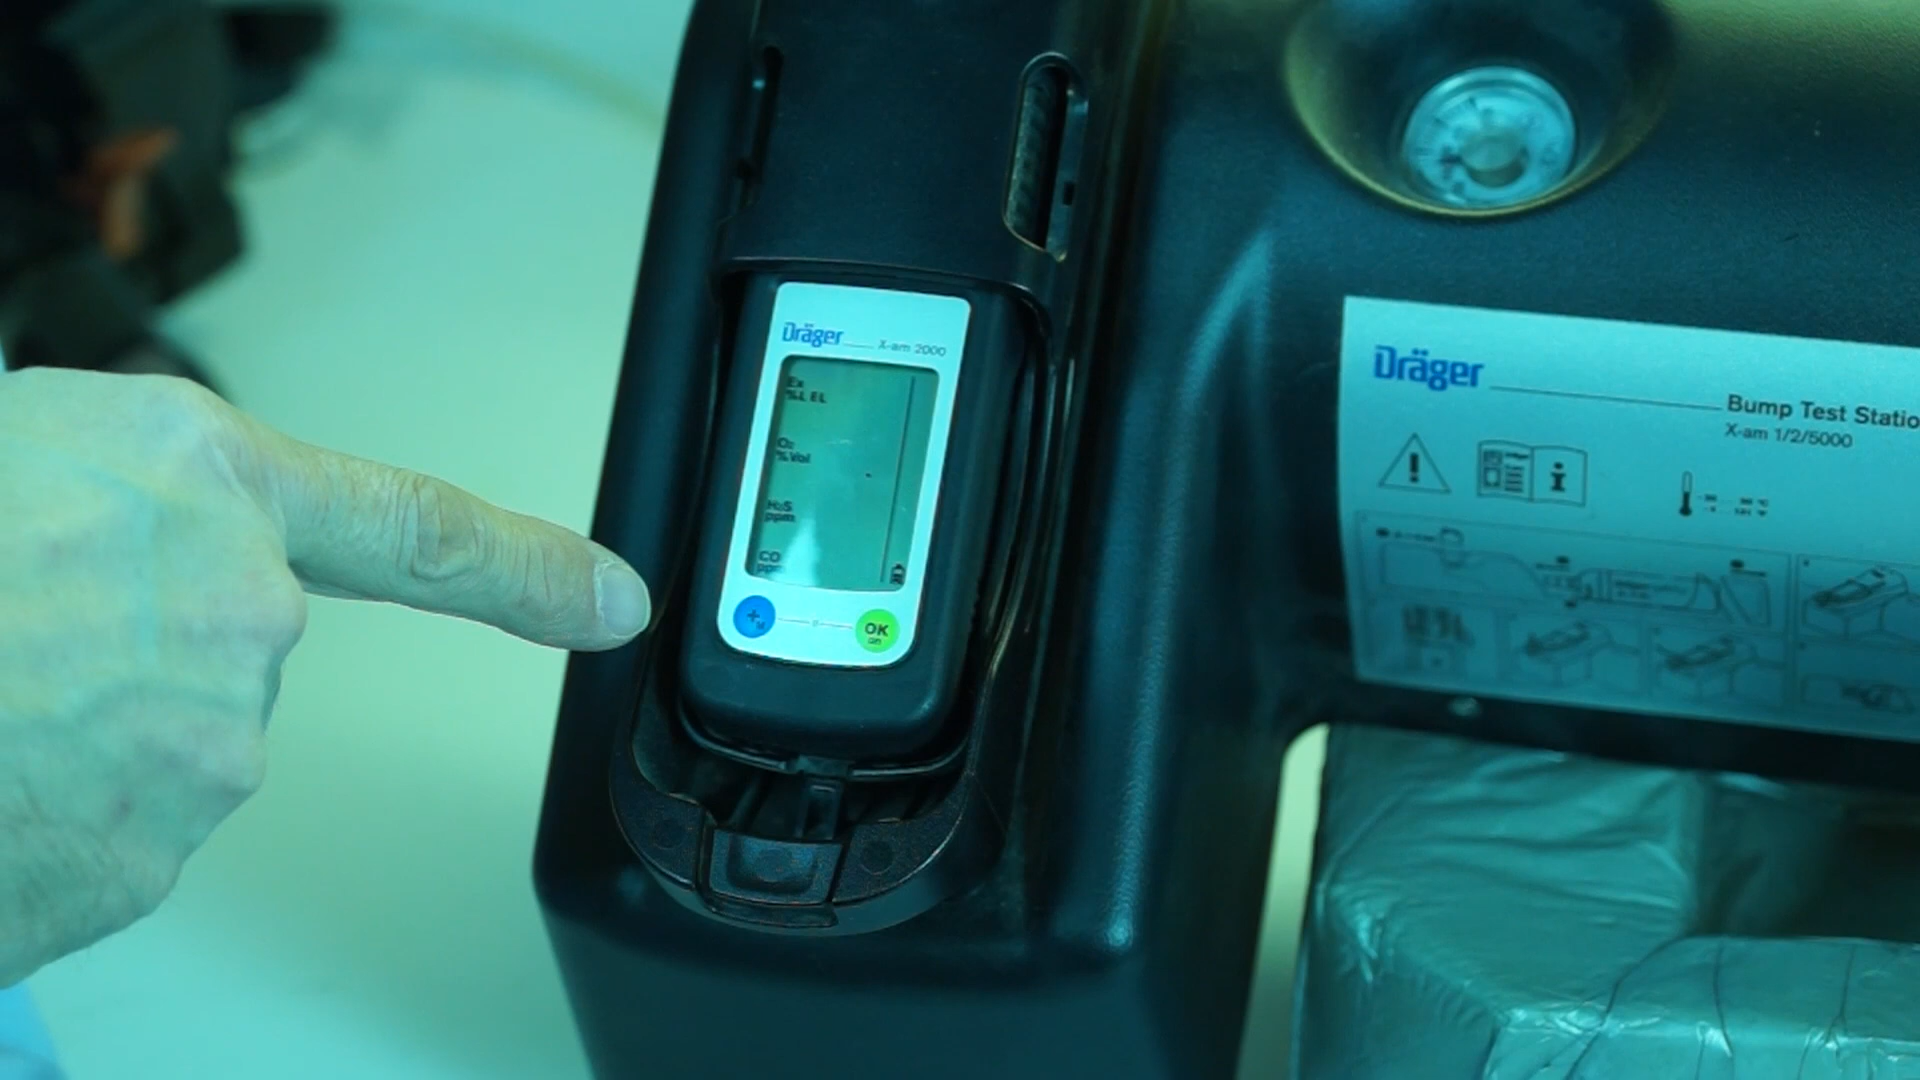 Dräger
X-am 2000
Ex
%LEL
O₂
%Vol
H₂S
ppm
CO
ppm
+M
OK
on
Dräger
Bump Test Statio
X-am 1/2/5000